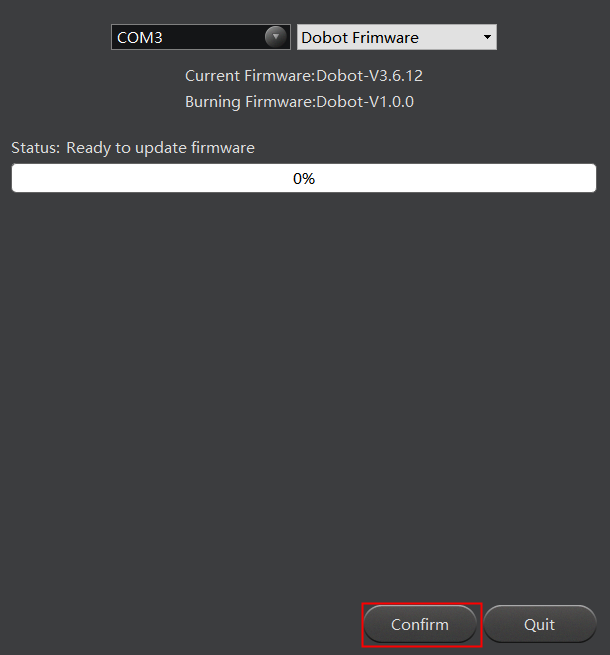 COM3 Dobot Frimware
Current Firmware:Dobot-V3.6.12
Burning Firmware:Dobot-V1.0.0
Status: Ready to update firmware
0%
Confirm Quit